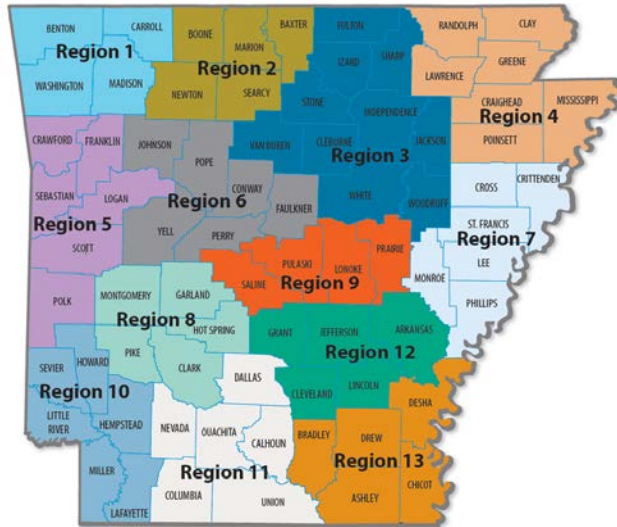 BENTON
CARROLL
Region 1
WASHINGTON
MADISON
BOONE
MARION
BAXTER
Region 2
NEWTON
SEARCY
FULTON
IZARD
SHARP
STONE
INDEPENDENCE
VAN BUREN
CLEBURNE
JACKSON
Region 3
WHITE
WOODRUFF
RANDOLPH
CLAY
LAWRENCE
GREENE
CRAIGHEAD
MISSISSIPPI
Region 4
POINSETT
CRAWFORD
FRANKLIN
SEBASTIAN
LOGAN
Region 5
SCOTT
POLK
JOHNSON
POPE
CONWAY
Region 6
FAULKNER
YELL
PERRY
CROSS
CRITTENDEN
ST. FRANCIS
Region 7
LEE
MONROE
PHILLIPS
MONTGOMERY
GARLAND
Region 8
HOT SPRING
PIKE
CLARK
PULASKI
PRAIRIE
SALINE
LONOKE
Region 9
SEVIER
HOWARD
Region 10
LITTLE
RIVER
HEMPSTEAD
MILLER
LAFAYETTE
DALLAS
NEVADA
OUACHITA
CALHOUN
Region 11
COLUMBIA
UNION
GRANT
JEFFERSON
ARKANSAS
Region 12
CLEVELAND
LINCOLN
DESHA
BRADLEY
DREW
Region 13
ASHLEY
CHICOT